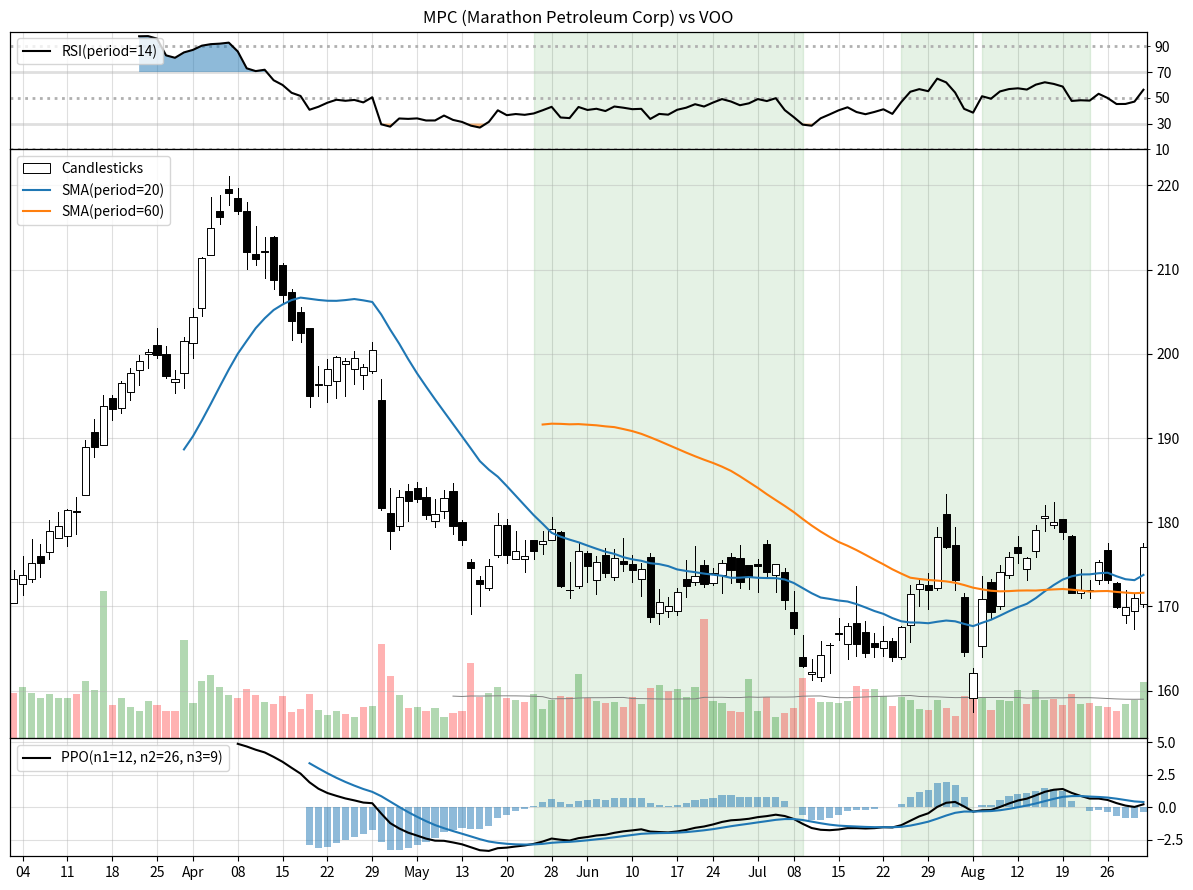 MPC (Marathon Petroleum Corp) vs VOO
RSI(period=14)
90
70
50
30
10
Candlesticks
SMA(period=20)
SMA(period=60)
220
210
200
190
180
170
160
PPO(n1=12, n2=26, n3=9)
5.0
2.5
0.0
−2.5
04 11 18 25 Apr 08 15 22 29 May 13 20 28 Jun 10 17 24 Jul 08 15 22 29 Aug 12 19 26